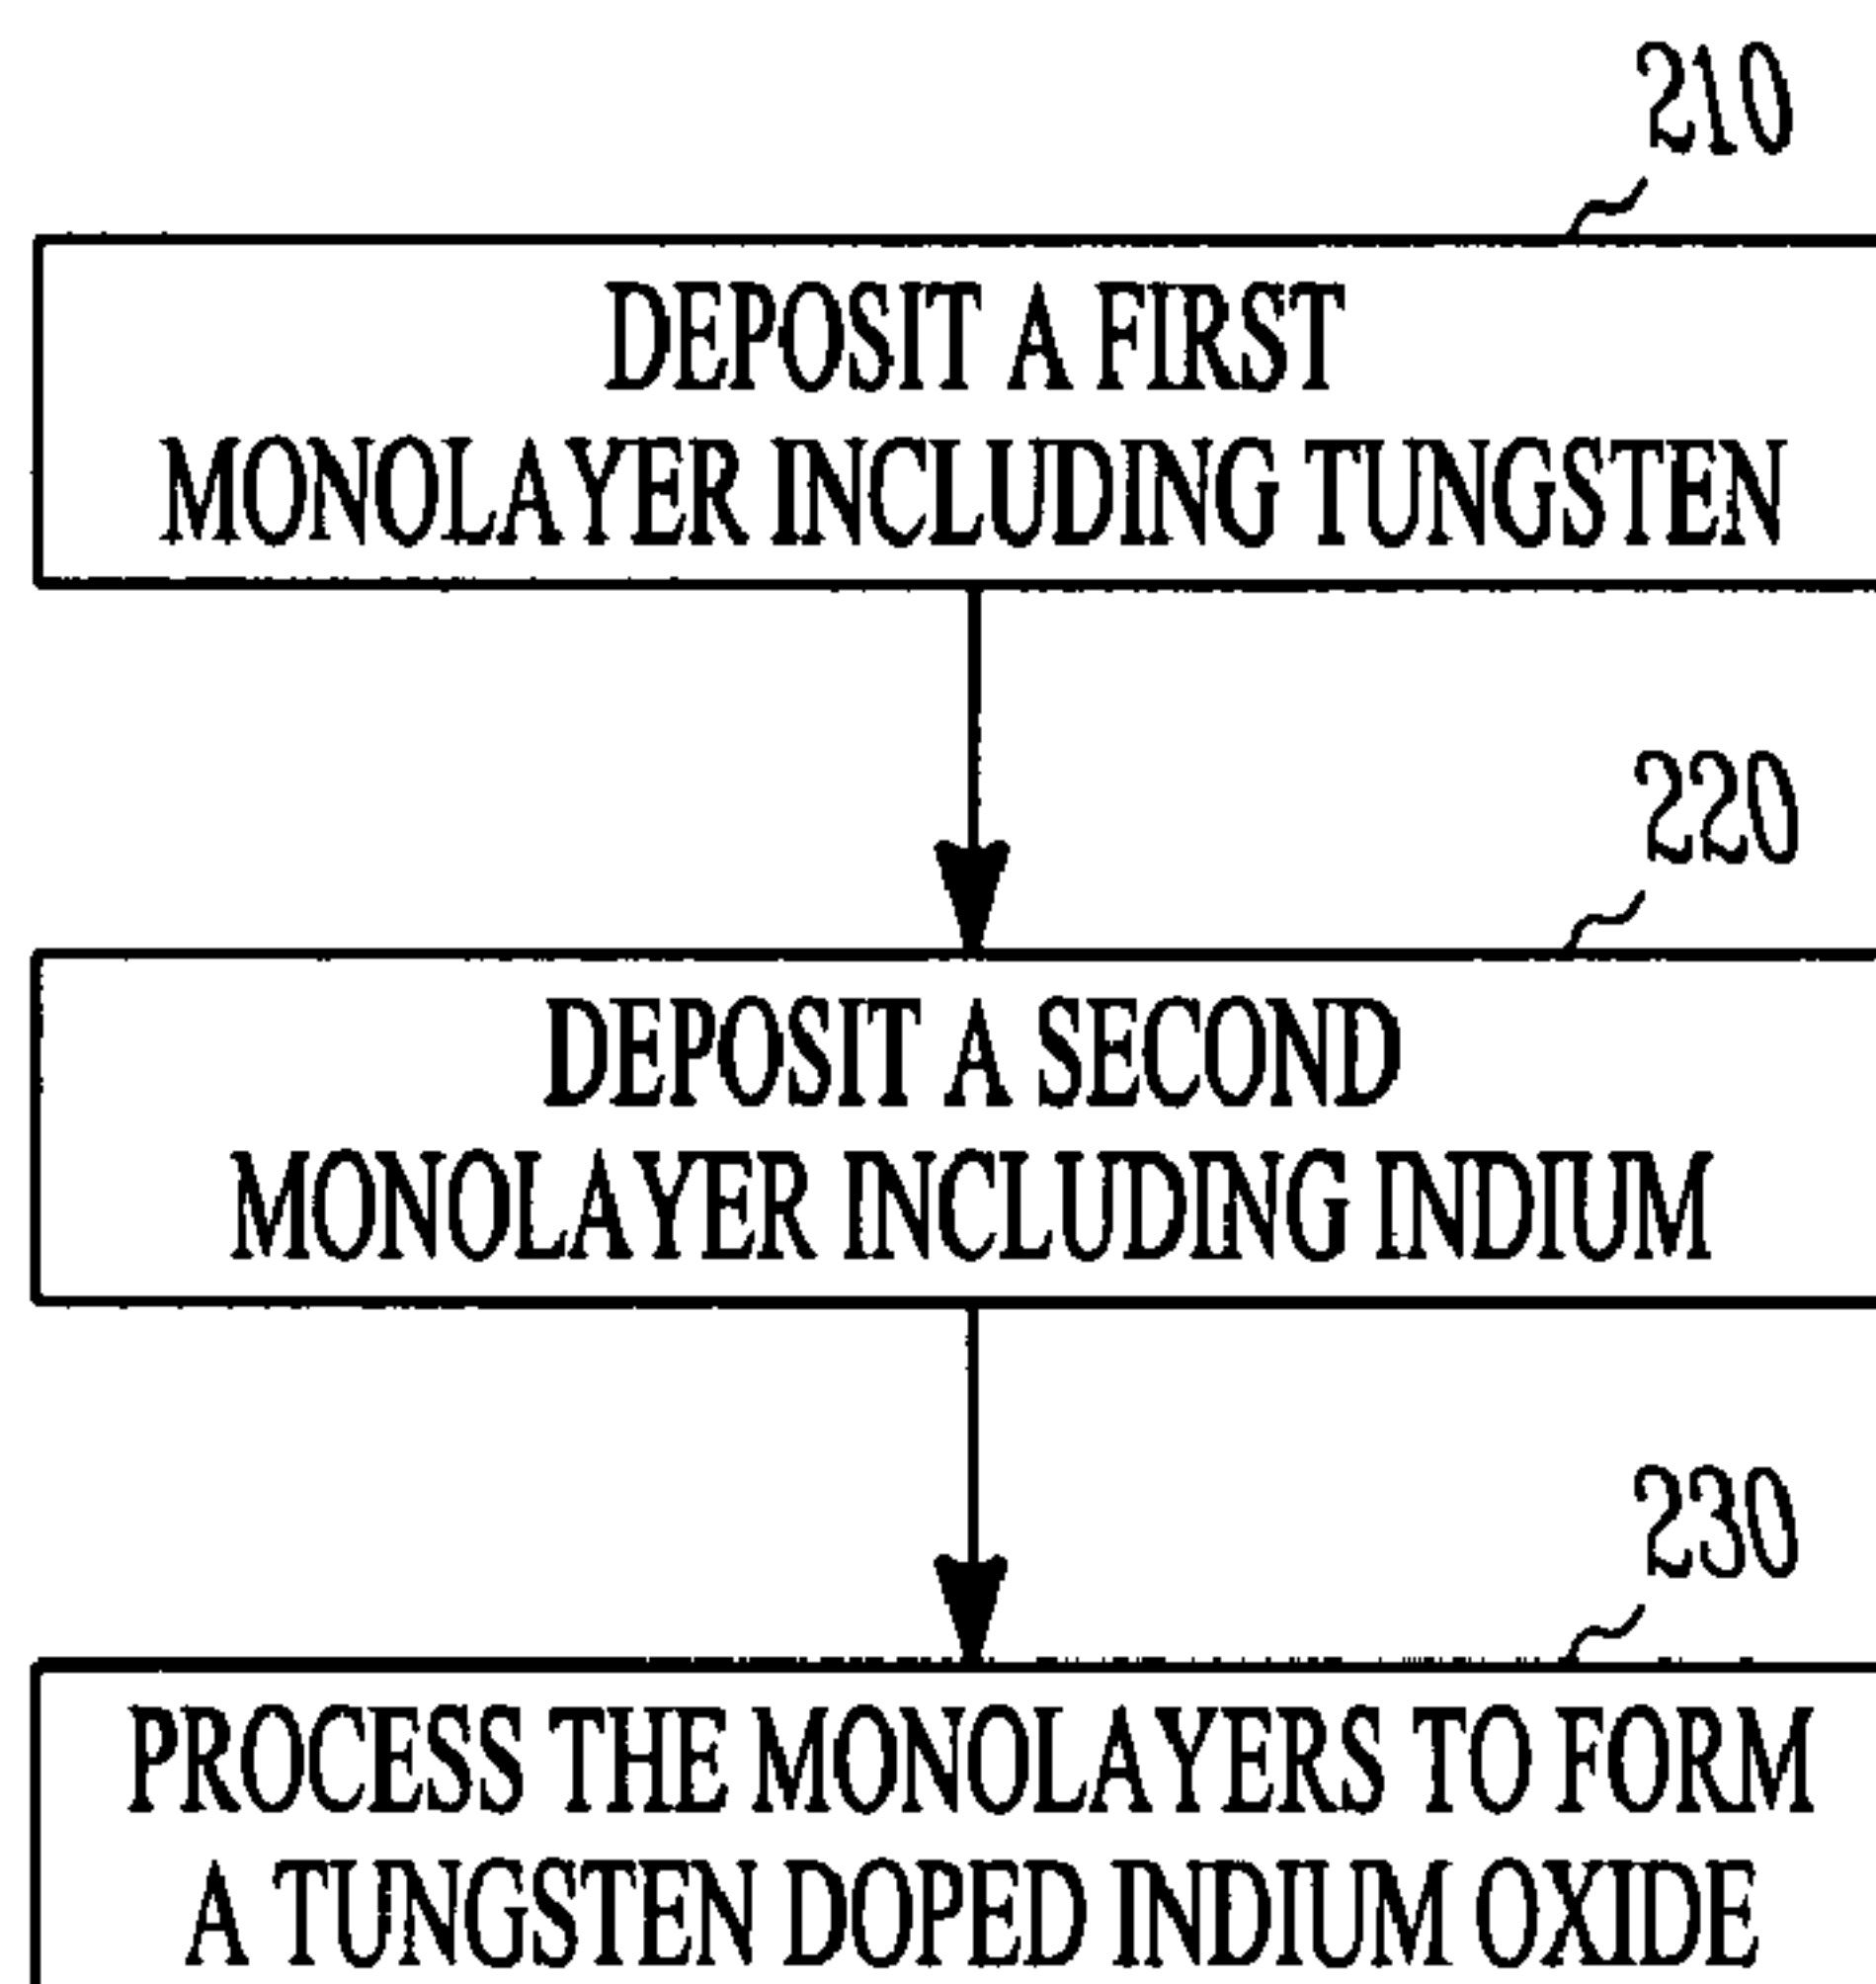 210
DEPOSIT A FIRST
MONOLAYER INCLUDING TUNGSTEN
220
DEPOSIT A SECOND
MONOLAYER INCLUDING INDIUM
230
PROCESS THE MONOLAYERS TO FORM
A TUNGSTEN DOPED INDIUM OXIDE